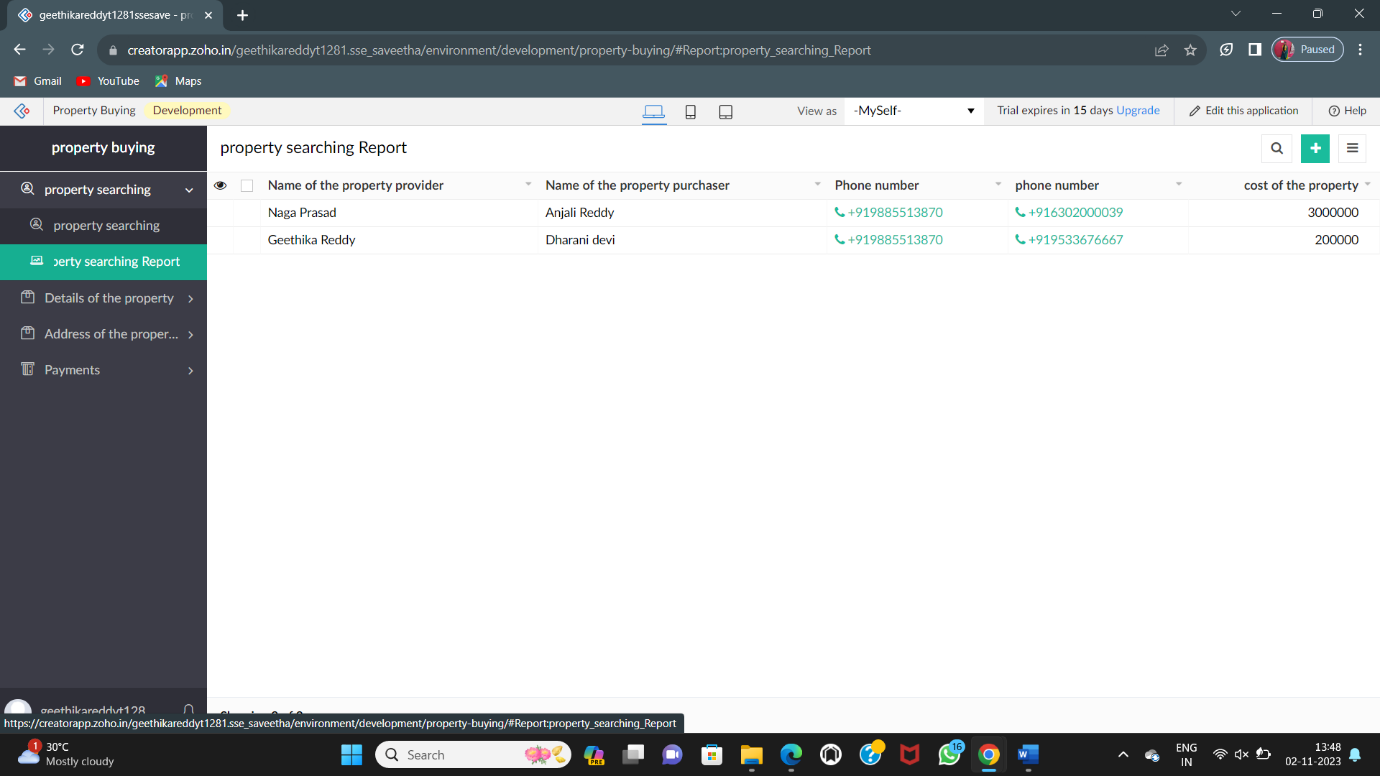 geethikareddyt1281ssesave - pr
creatorapp.zoho.in/geethikareddyt1281.sse_saveetha/environment/development/property-buying/#Report:property_searching_Report
Paused
Gmail YouTube Maps
Property Buying Development View as -MySelf- Trial expires in 15 days Upgrade Edit this application Help
property buying
property searching Report
property searching
property searching
perty searching Report
Details of the property
Address of the proper...
Payments
Name of the property provider Name of the property purchaser Phone number phone number cost of the property
Naga Prasad Anjali Reddy +919885513870 +916302000039 3000000
Geethika Reddy Dharani devi +919885513870 +919533676667 200000
geethikareddyt128
https://creatorapp.zoho.in/geethikareddyt1281.sse_saveetha/environment/development/property-buying/#Report:property_searching_Report
1
30°C
Mostly cloudy
Search
PRE
16
ENG
IN
13:48
02-11-2023